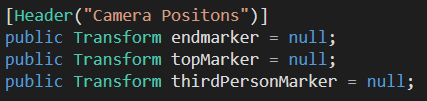 [Header("Camera Positons")]
public Transform endmarker = null;
public Transform topMarker = null;
public Transform thirdPersonMarker = null;